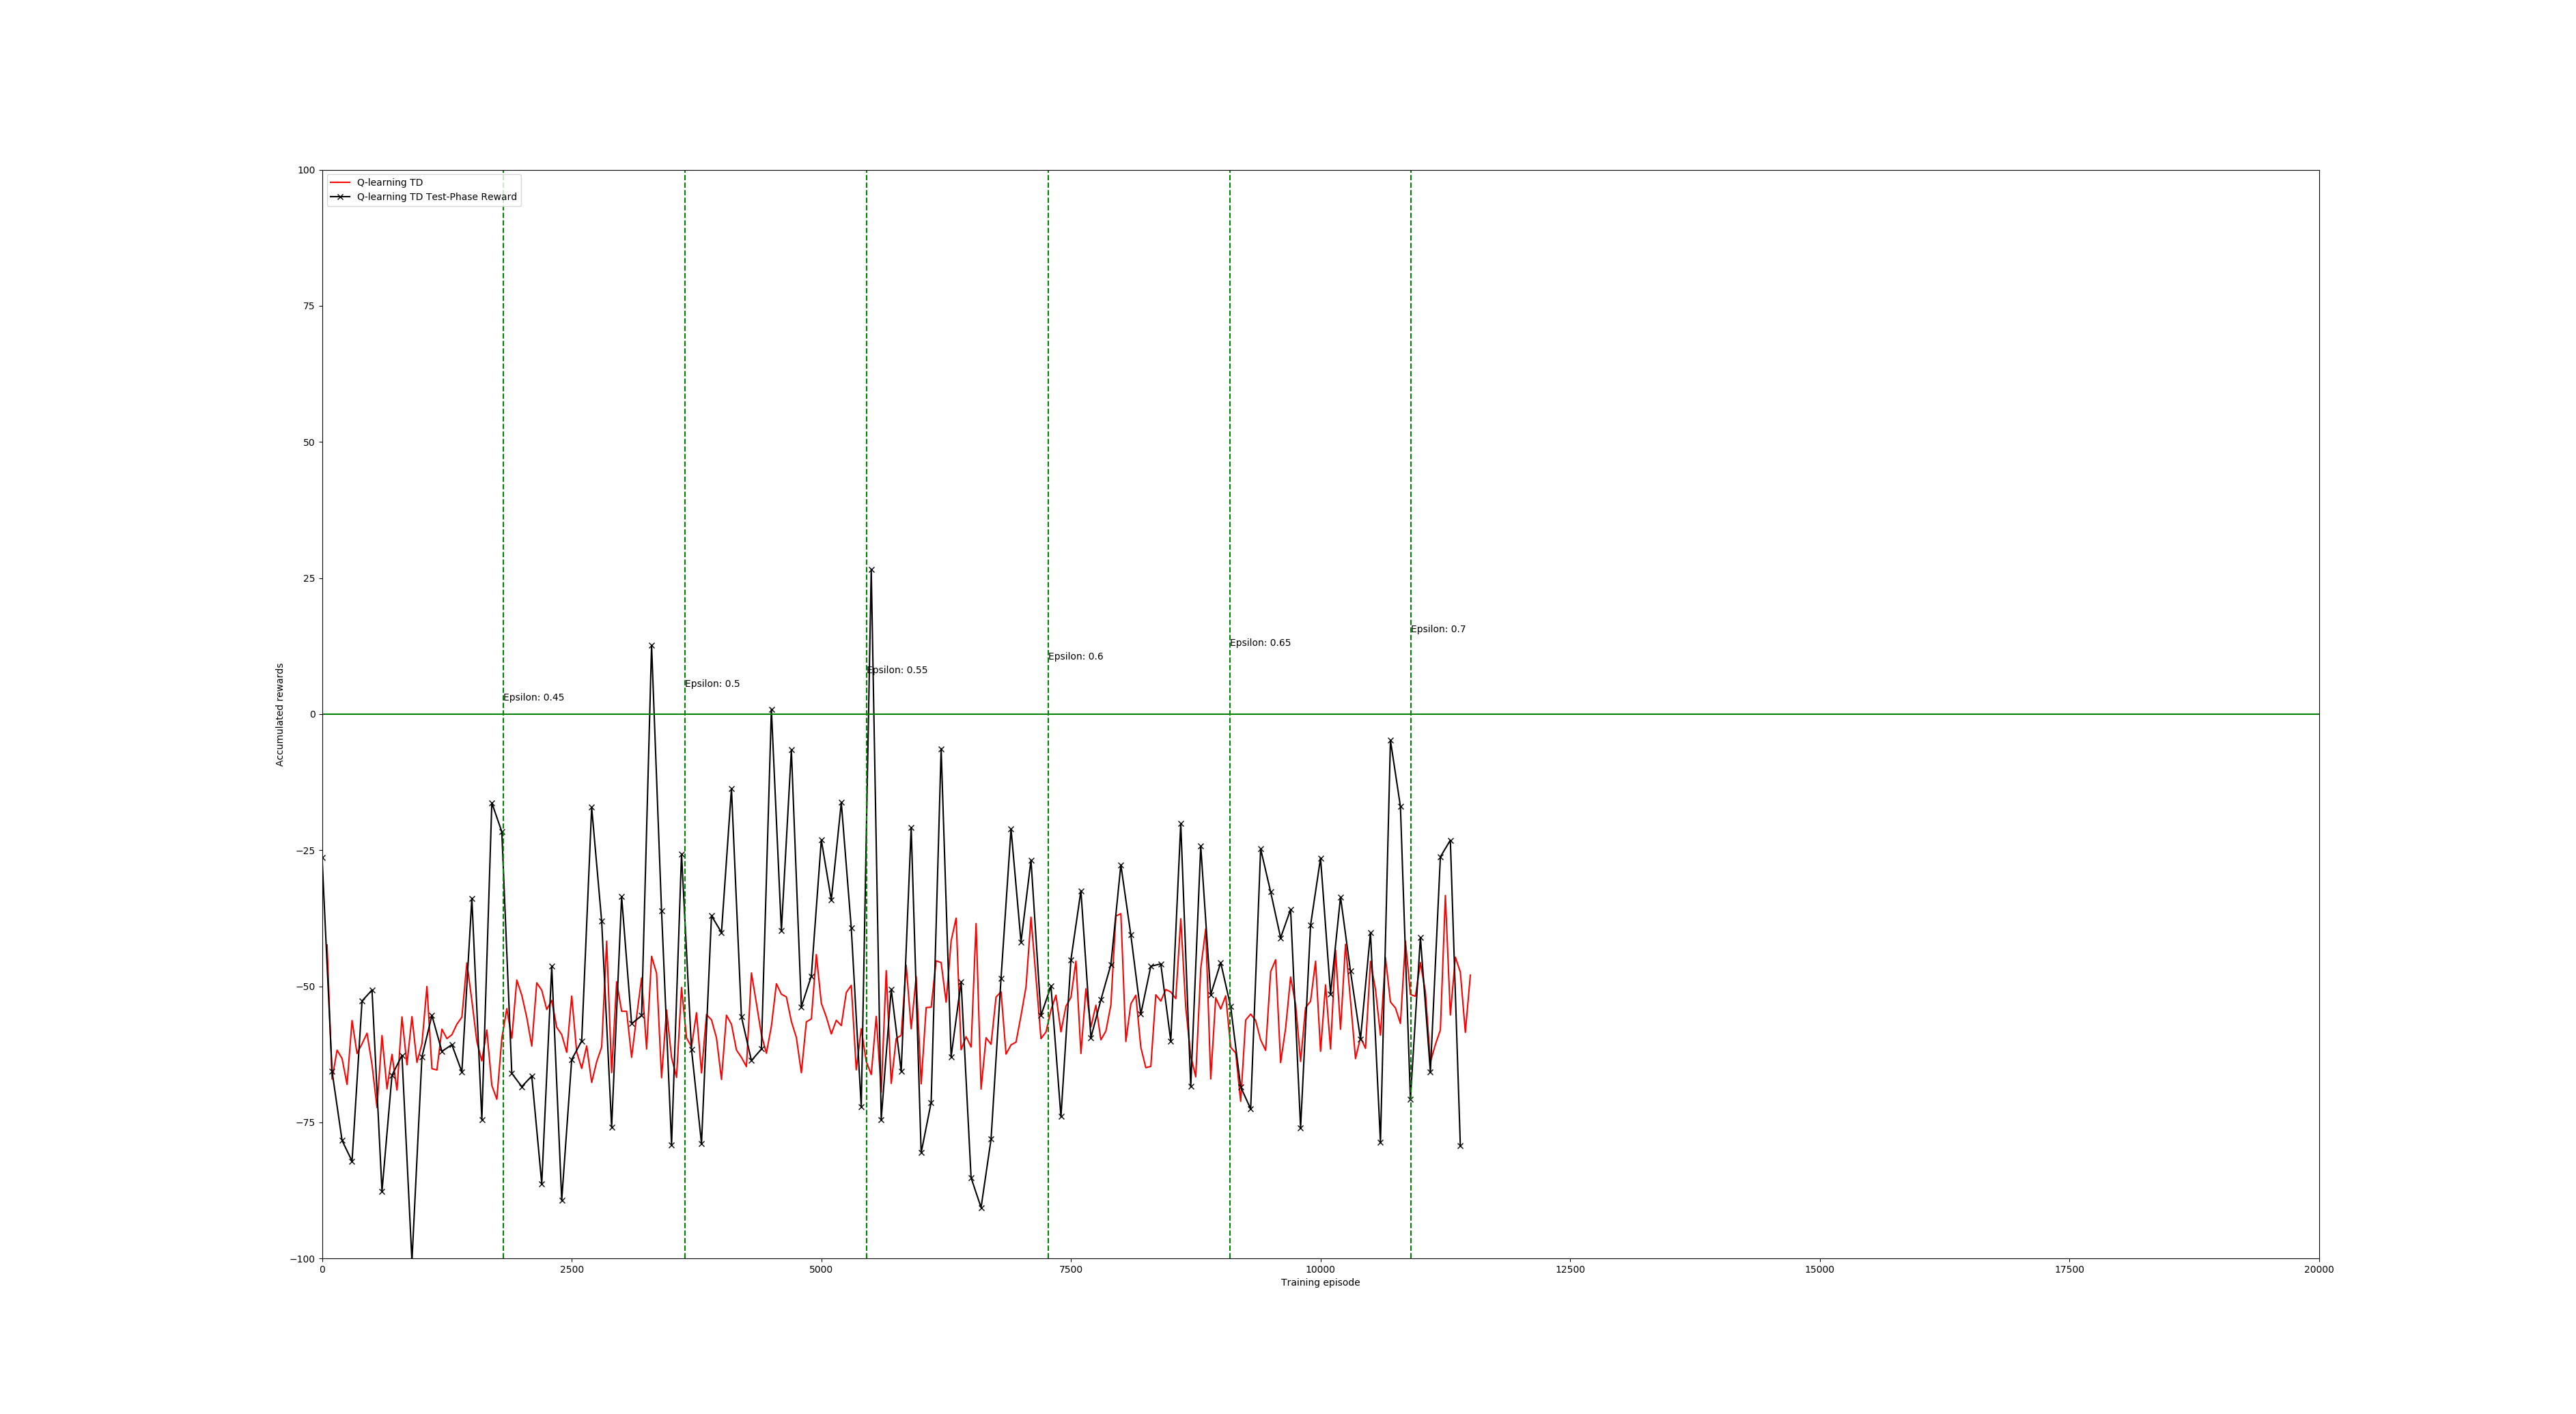 100
Q-learning TD
Q-learning TD Test-Phase Reward
75
50
25
Epsilon: 0.7
Epsilon: 0.65
Epsilon: 0.6
Epsilon: 0.55
Epsilon: 0.5
Epsilon: 0.45
0
Accumulated rewards
−25
−50
−75
−100
0 2500 5000 7500 10000 12500 15000 17500 20000
Training episode